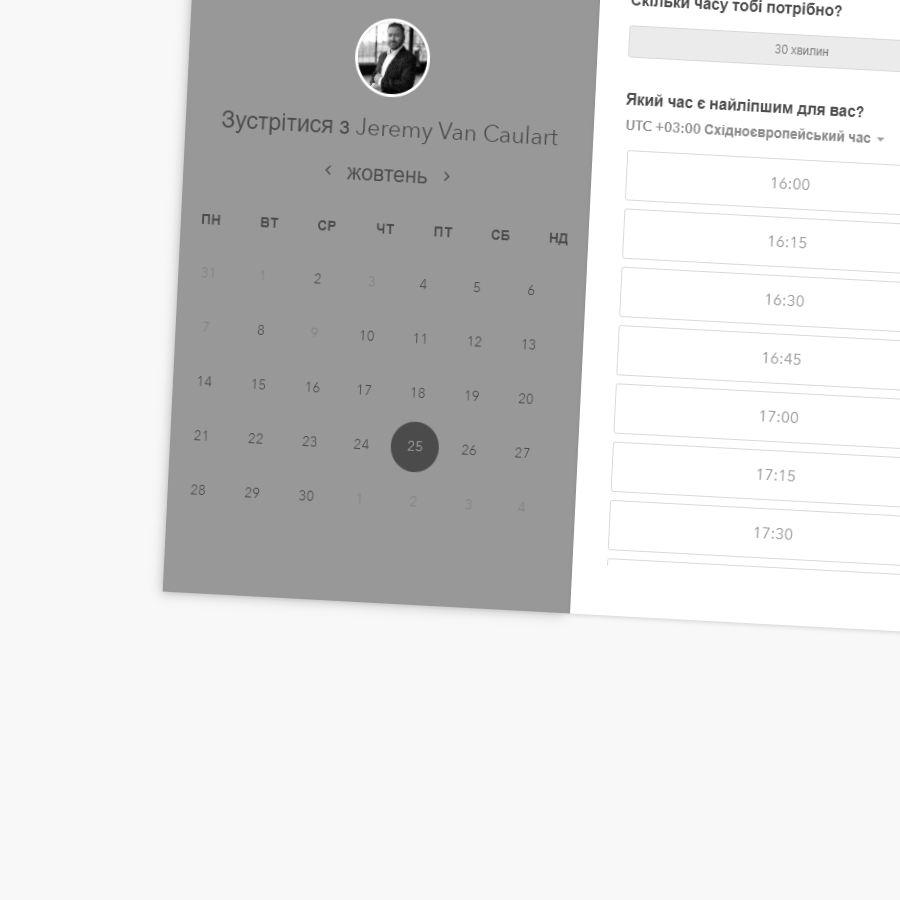 Зустрітися з Jeremy Van Caulart
жовтень
ПН ВТ СР ЧТ ПТ СБ НД
31 1 2 3 4 5 6
7 8 9 10 11 12 13
14 15 16 17 18 19 20
21 22 23 24 25 26 27
28 29 30 1 2 3 4
Скільки часу тобі потрібно?
30 хвилин
Який час є найліпшим для вас?
UTC +03:00 Східноєвропейський час
16:00
16:15
16:30
16:45
17:00
17:15
17:30